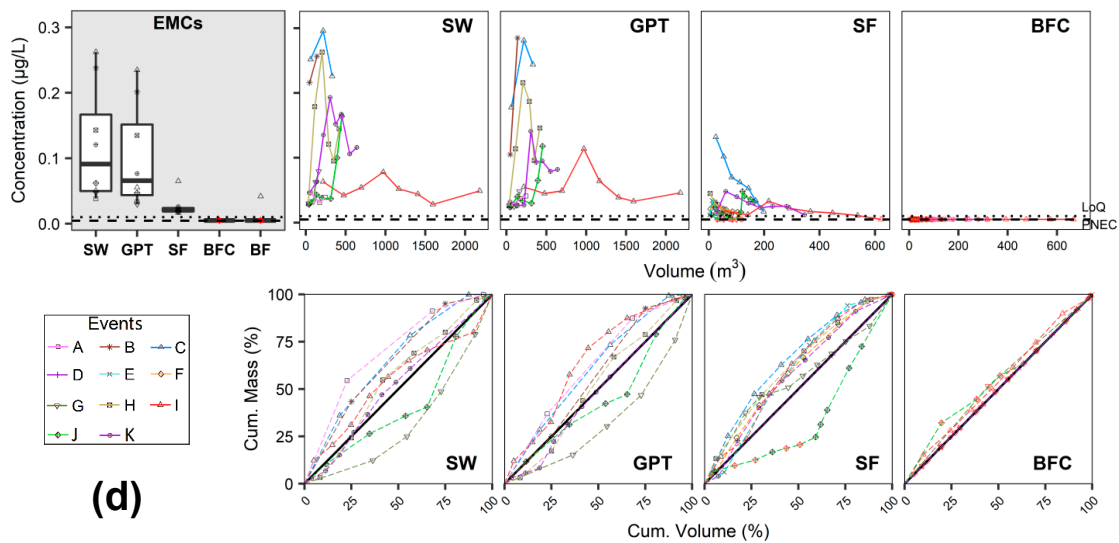 EMCs
SW
GPT
SF
BFC
Concentration (µg/L)
0.3
0.2
0.1
0.0
SW GPT SF BFC BF
0 500 1000 1500 2000
0 500 1000 1500 2000
0 200 400 600
0 200 400 600
LoQ
PNEC
Volume (m³)
Events
A B C
D E F
G H I
J K
(d)
Cum. Mass (%)
100
75
50
25
0
SW
GPT
SF
BFC
0 25 50 75 100
0 25 50 75 100
0 25 50 75 100
0 25 50 75 100
Cum. Volume (%)